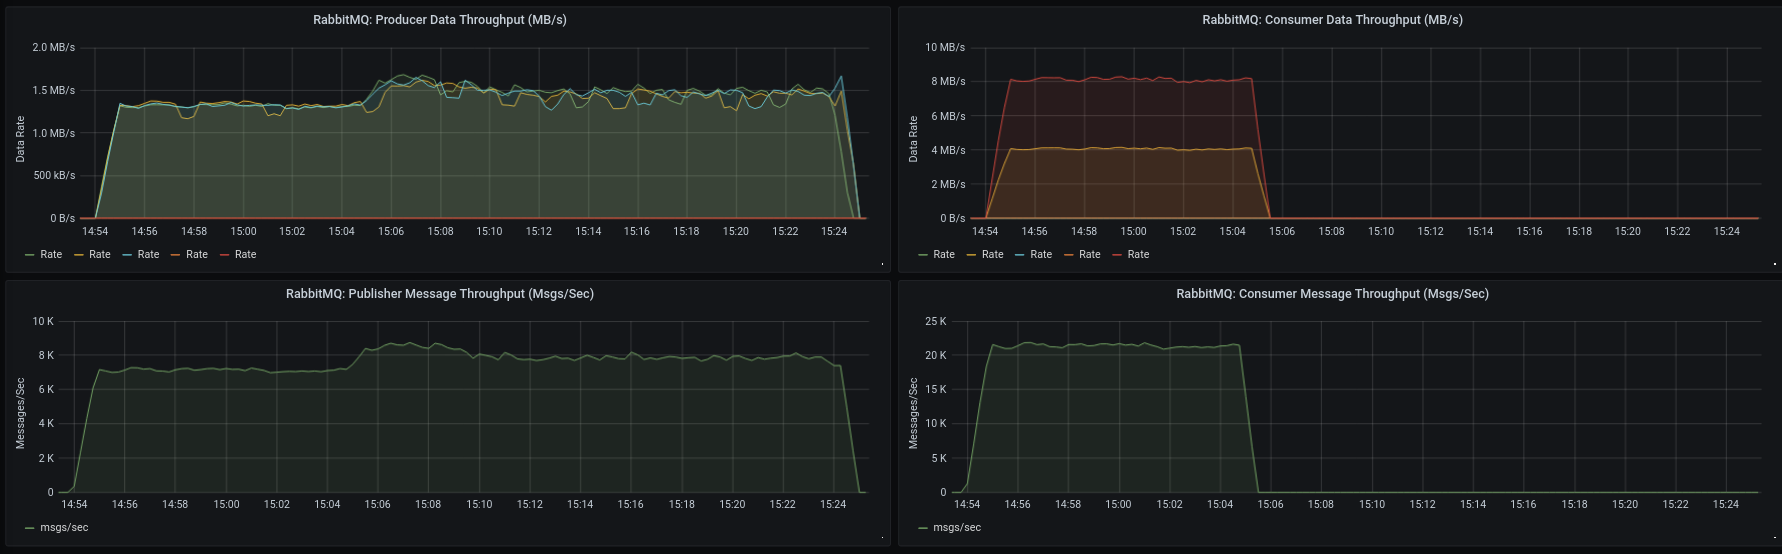 RabbitMQ: Producer Data Throughput (MB/s)
2.0 MB/s
1.5 MB/s
1.0 MB/s
500 kB/s
0 B/s
Data Rate
14:54 14:56 14:58 15:00 15:02 15:04 15:06 15:08 15:10 15:12 15:14 15:16 15:18 15:20 15:22 15:24
Rate Rate Rate Rate Rate
RabbitMQ: Consumer Data Throughput (MB/s)
10 MB/s
8 MB/s
6 MB/s
4 MB/s
2 MB/s
0 B/s
Data Rate
14:54 14:56 14:58 15:00 15:02 15:04 15:06 15:08 15:10 15:12 15:14 15:16 15:18 15:20 15:22 15:24
Rate Rate Rate Rate Rate
RabbitMQ: Publisher Message Throughput (Msgs/Sec)
10 K
8 K
6 K
4 K
2 K
0
Messages/Sec
14:54 14:56 14:58 15:00 15:02 15:04 15:06 15:08 15:10 15:12 15:14 15:16 15:18 15:20 15:22 15:24
msgs/sec
RabbitMQ: Consumer Message Throughput (Msgs/Sec)
25 K
20 K
15 K
10 K
5 K
0
Messages/Sec
14:54 14:56 14:58 15:00 15:02 15:04 15:06 15:08 15:10 15:12 15:14 15:16 15:18 15:20 15:22 15:24
msgs/sec